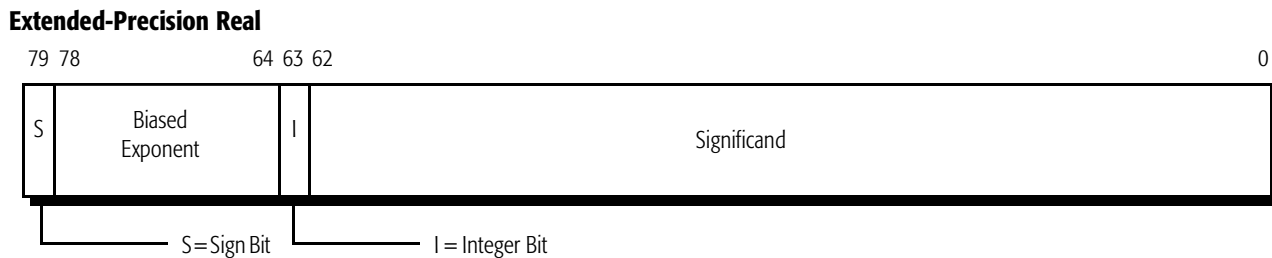 Extended-Precision Real
79 78 64 63 62 0
S Biased Exponent I Significand
S=Sign Bit I = Integer Bit